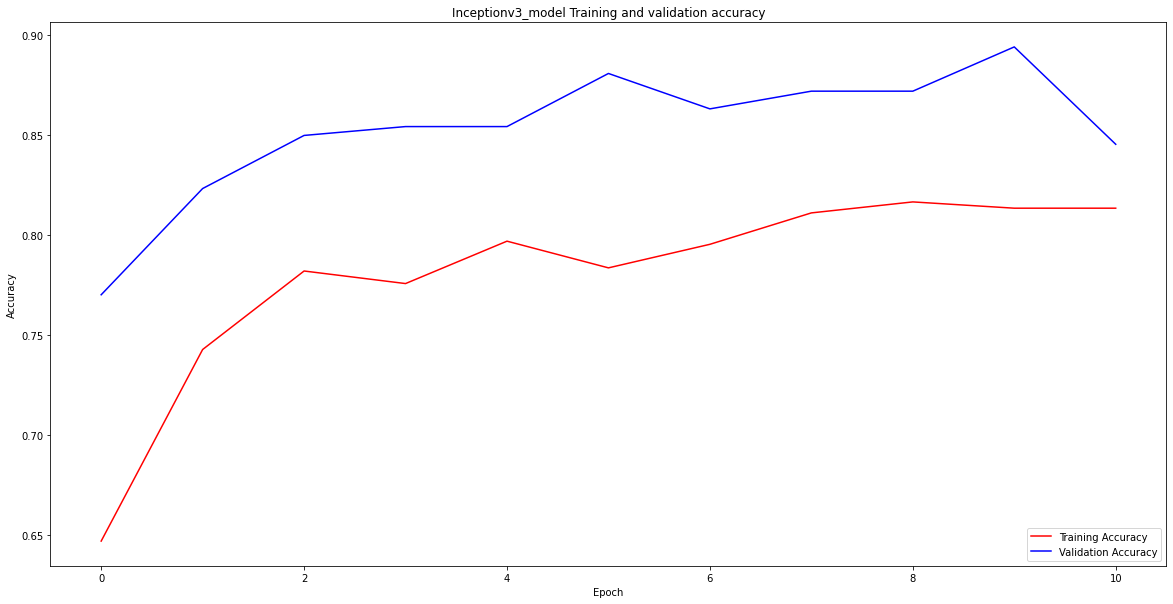 Inceptionv3_model Training and validation accuracy
0.90
0.85
0.80
0.75
0.70
0.65
Accuracy
0 2 4 6 8 10
Epoch
Training Accuracy
Validation Accuracy